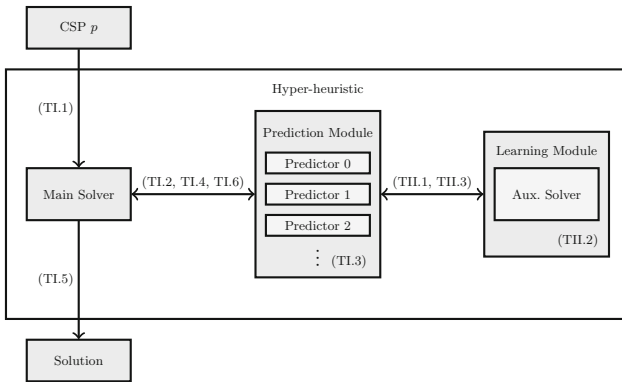 CSP p
Hyper-heuristic
(TI.1)
Prediction Module
Predictor 0
Predictor 1
Predictor 2
⋮ (TI.3)
Learning Module
Aux. Solver
(TII.2)
Main Solver
(TI.2, TI.4, TI.6)
(TII.1, TII.3)
(TI.5)
Solution